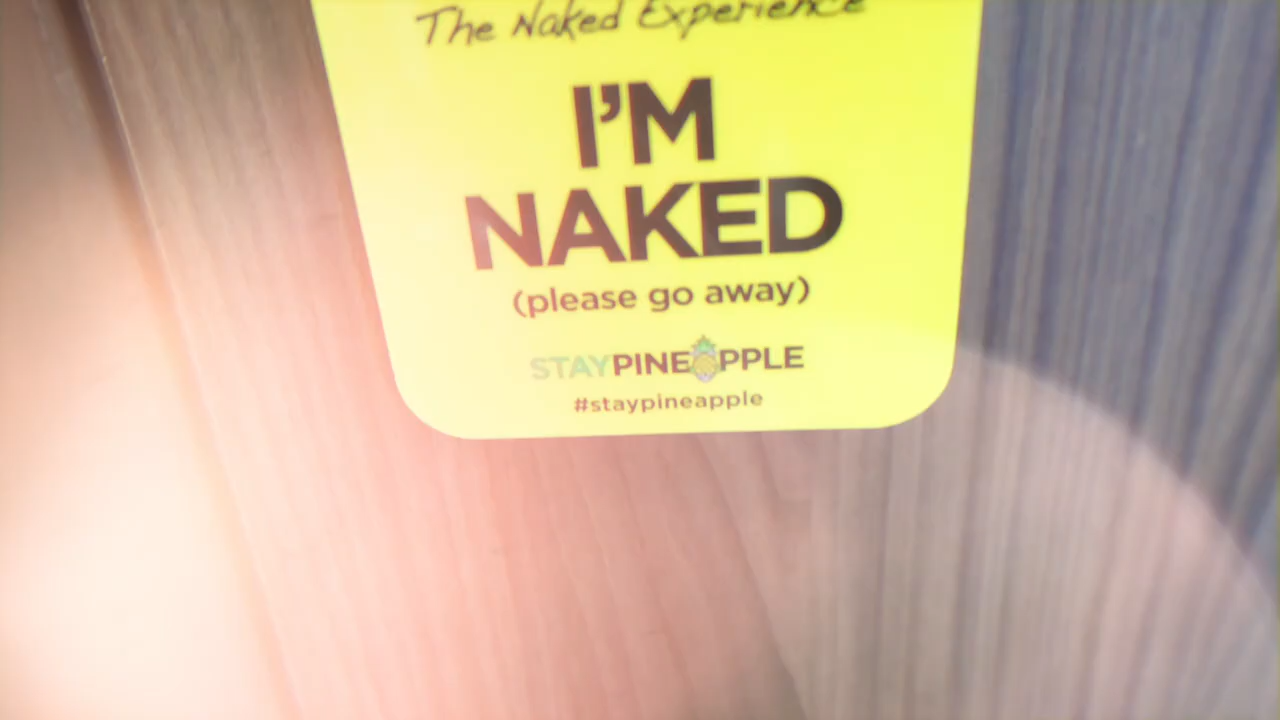 The Naked Experience
I'M
NAKED
(please go away)
STAYPINEAPPLE
#staypineapple